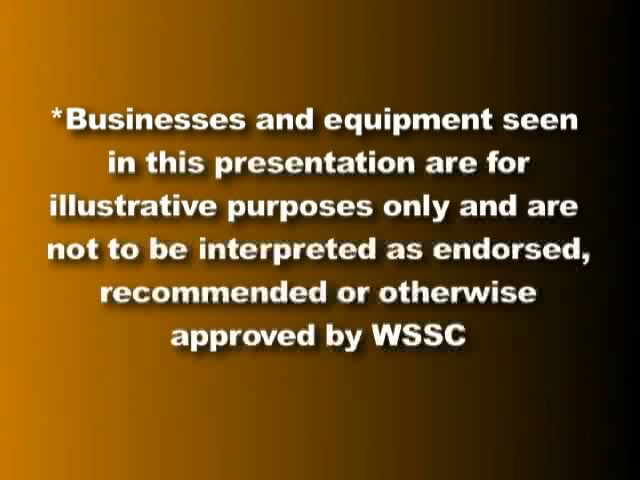 *Businesses and equipment seen
in this presentation are for
illustrative purposes only and are
not to be interpreted as endorsed,
recommended or otherwise
approved by WSSC